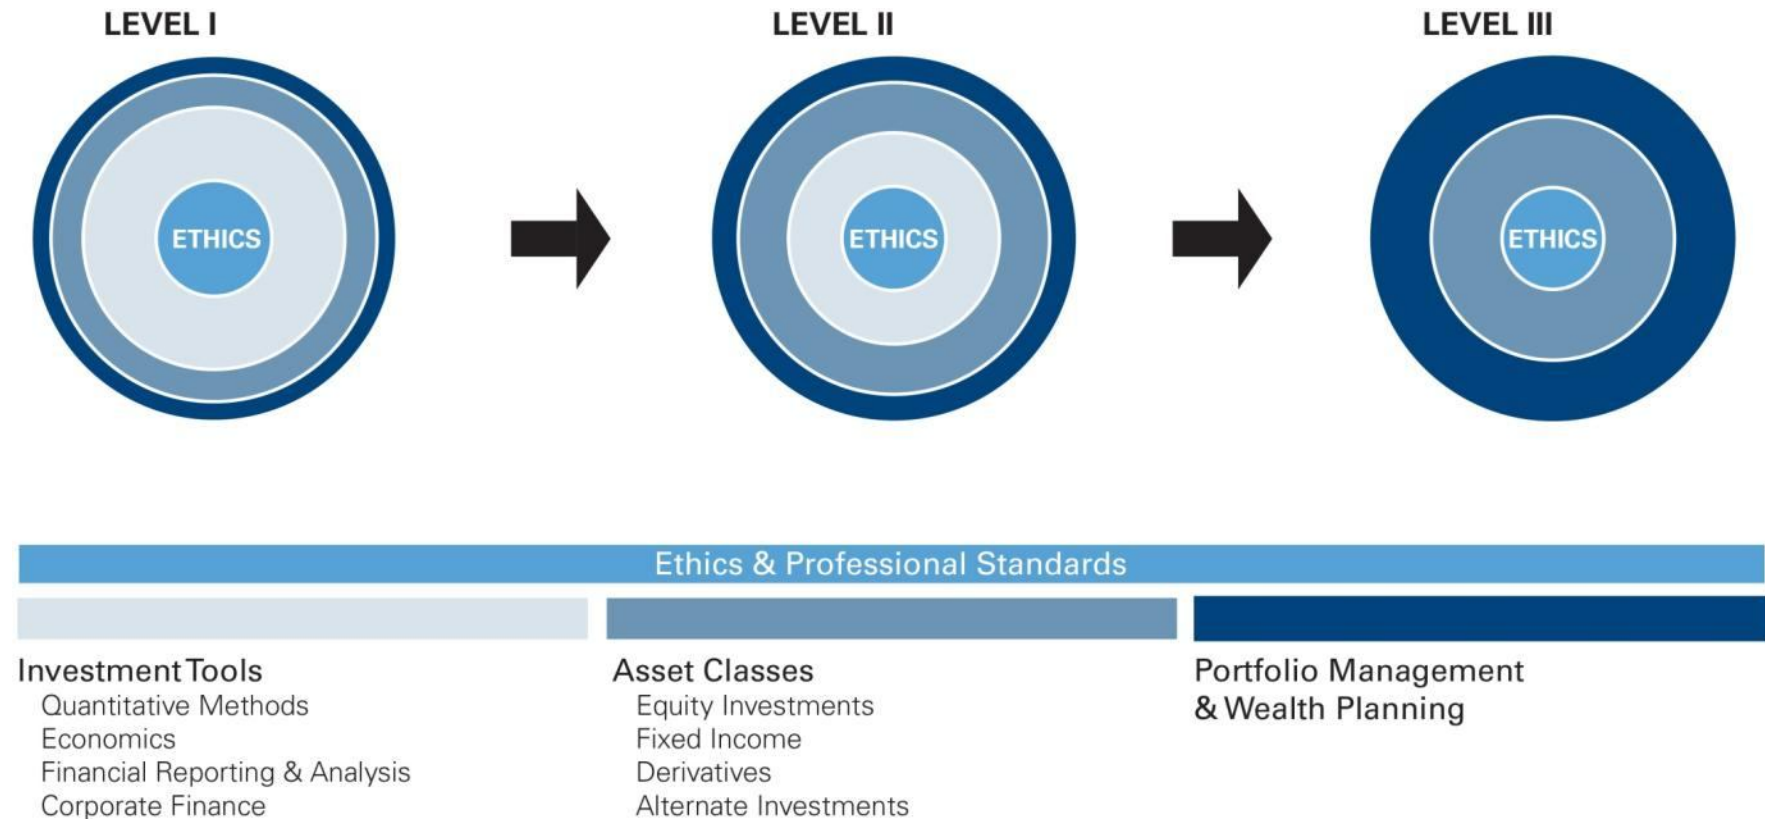 LEVEL I
LEVEL II
LEVEL III
ETHICS
ETHICS
ETHICS
Ethics & Professional Standards
Investment Tools
Quantitative Methods
Economics
Financial Reporting & Analysis
Corporate Finance
Asset Classes
Equity Investments
Fixed Income
Derivatives
Alternate Investments
Portfolio Management
& Wealth Planning